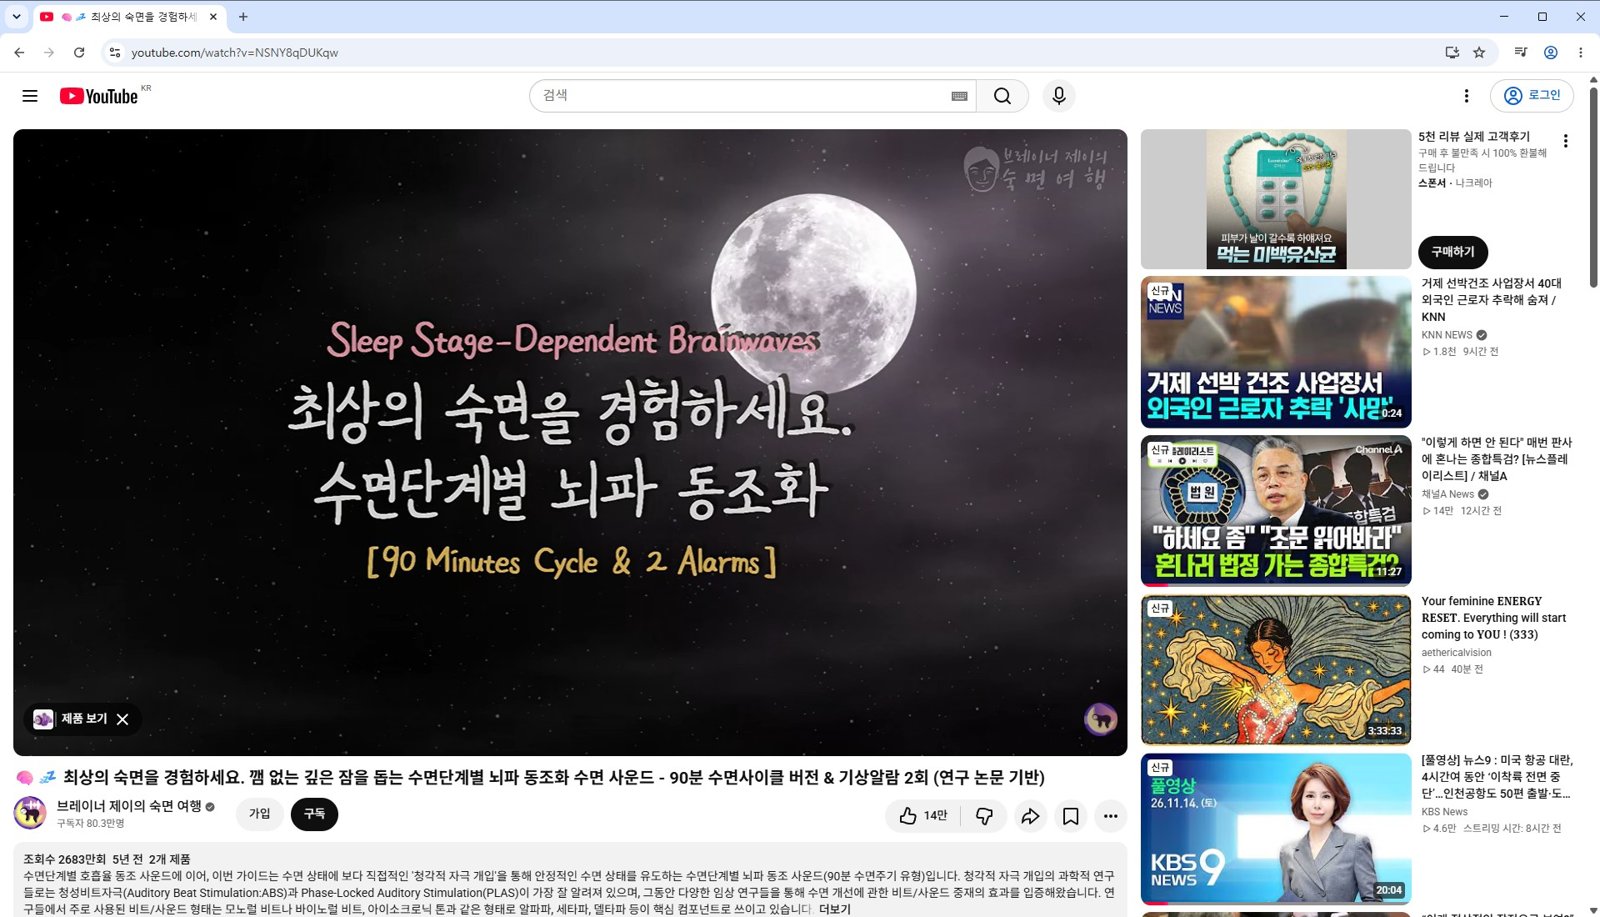 🧠 💤 최상의 숙면을 경험하세
youtube.com/watch?v=NSNY8qDUKqw
YouTube KR
검색
로그인
브레이너 제이의
숙면여행
Sleep Stage-Dependent Brainwaves
최상의 숙면을 경험하세요.
수면단계별 뇌파 동조화
[90 Minutes Cycle & 2 Alarms]
제품 보기
🧠 💤 최상의 숙면을 경험하세요. 깸 없는 깊은 잠을 돕는 수면단계별 뇌파 동조화 수면 사운드 - 90분 수면사이클 버전 & 기상알람 2회 (연구 논문 기반)
브레이너 제이의 숙면 여행
구독자 80.3만명
가입
구독
14만
조회수 2683만회 5년 전 2개 제품
수면단계별 호흡율 동조 사운드에 이어, 이번 가이드는 수면 상태에 보다 직접적인 '청각적 자극 개입'을 통해 안정적인 수면 상태를 유도하는 수면단계별 뇌파 동조 사운드(90분 수면주기 유형)입니다. 청각적 자극 개입의 과학적 연구
들로는 청성비트자극(Auditory Beat Stimulation:ABS)과 Phase-Locked Auditory Stimulation(PLAS)이 가장 잘 알려져 있으며, 그동안 다양한 임상 연구들을 통해 수면 개선에 관한 비트/사운드 중재의 효과를 입증해왔습니다. 연
구들에서 주로 사용된 비트/사운드 형태는 모노럴 비트나 바이노럴 비트, 아이소크로닉 톤과 같은 형태로 알파파, 세타파, 델타파 등이 핵심 컴포넌트로 쓰이고 있습니다. 더보기
피부가 날이 갈수록 하얘져요
먹는 미백유산균
5천 리뷰 실제 고객후기
구매 후 불만족 시 100% 환불해
드립니다
스폰서 · 나크레아
구매하기
신규
KNN
NEWS
거제 선박 건조 사업장서
외국인 근로자 추락 '사망'
0:24
거제 선박건조 사업장서 40대
외국인 근로자 추락해 숨져 /
KNN
KNN NEWS
1.8천 9시간 전
신규
플레이리스트
Channel A
법원
종합특검
"하세요 좀" "조문 읽어봐라"
혼나러 법정 가는 종합특검?
11:27
"이렇게 하면 안 된다" 매번 판사
에 혼나는 종합특검? [뉴스플레
이리스트] / 채널A
채널A News
14만 12시간 전
신규
3:33:33
Your feminine 𝐄𝐍𝐄𝐑𝐆𝐘
𝐑𝐄𝐒𝐄𝐓. Everything will start
coming to 𝐘𝐎𝐔 ! (𝟑𝟑𝟑)
aethericalvision
44 40분 전
신규
풀영상
26.11.14.(토)
KBS 9
NEWS
20:04
[풀영상] 뉴스9 : 미국 항공 대란,
4시간여 동안 '이착륙 전면 중
단'…인천공항도 50편 출발·도...
KBS News
4.6만 스트리밍 시간: 8시간 전